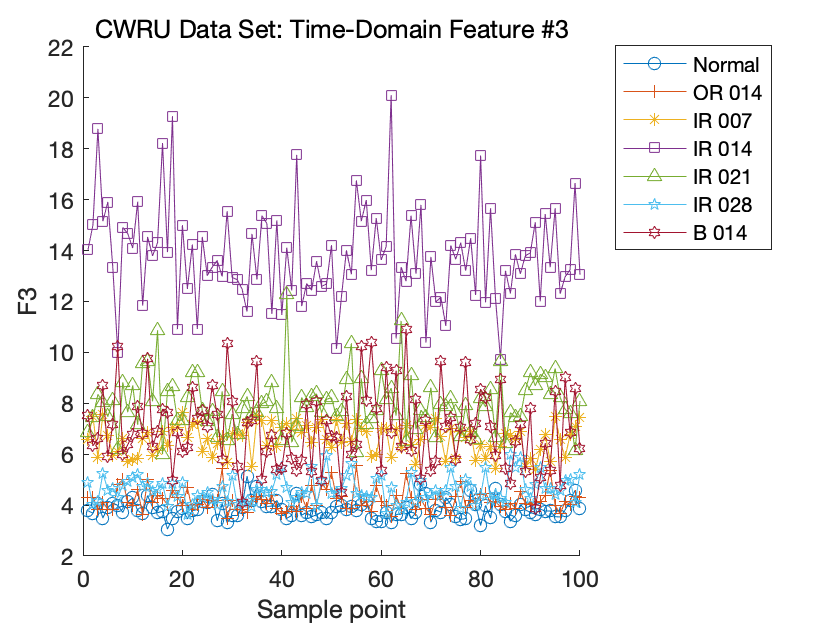 CWRU Data Set: Time-Domain Feature #3
22
20
18
16
14
12
10
8
6
4
2
F3
0
20
40
60
80
100
Sample point
Normal
OR 014
IR 007
IR 014
IR 021
IR 028
B 014